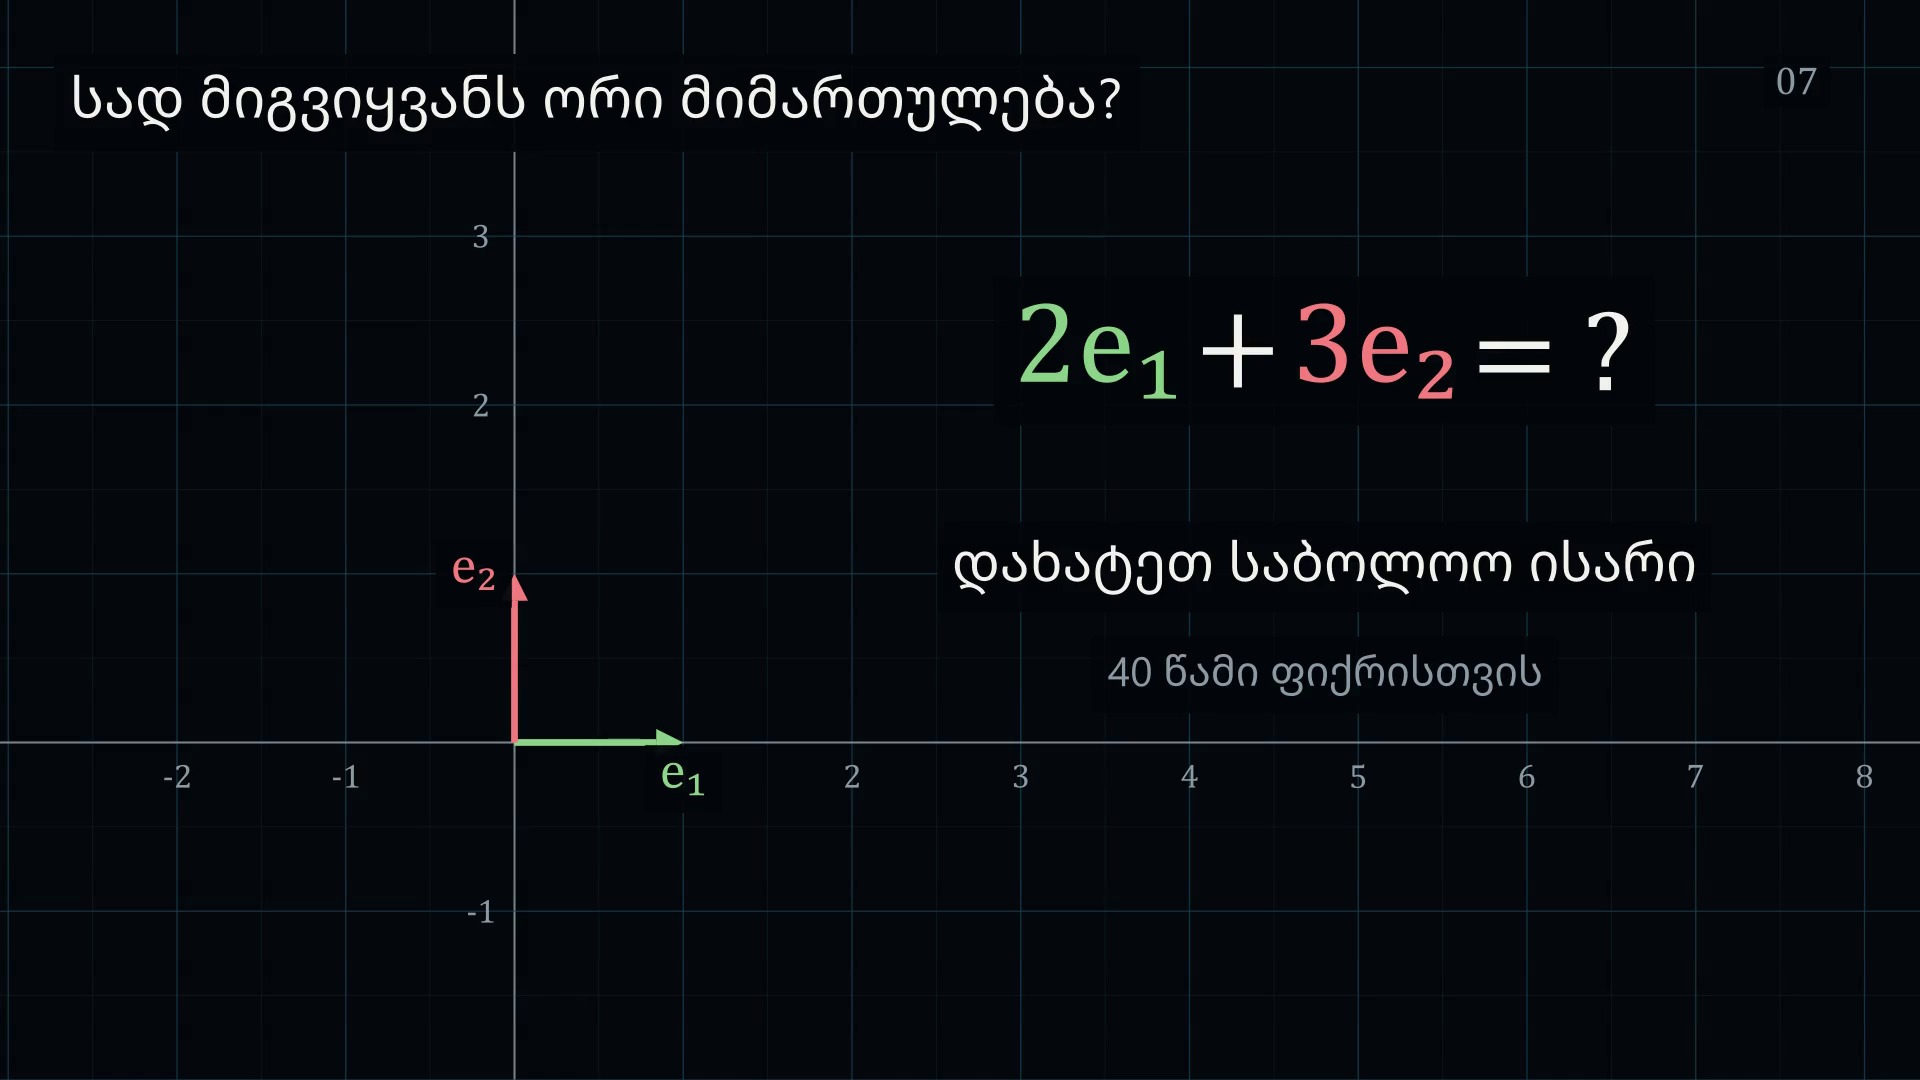 სად მიგვიყვანს ორი მიმართულება?
07
3
2e₁ + 3e₂ = ?
2
e₂
დახატეთ საბოლოო ისარი
40 წამი ფიქრისთვის
e₁
-2 -1 2 3 4 5 6 7 8
-1